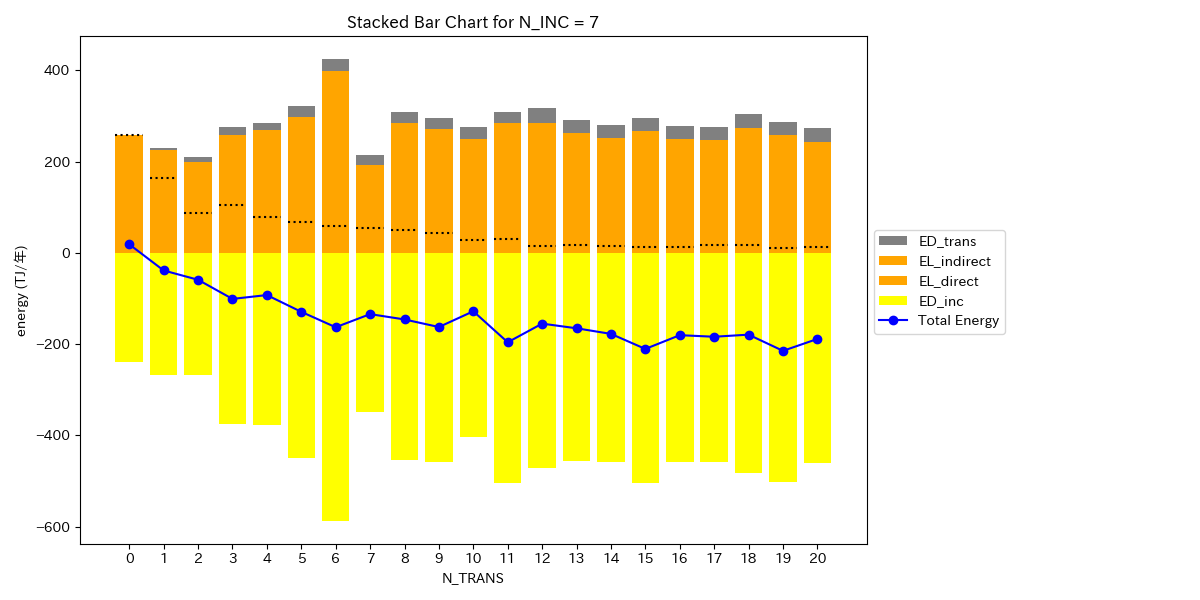 Stacked Bar Chart for N_INC = 7
energy (TJ/年)
400
200
0
−200
−400
−600
0 1 2 3 4 5 6 7 8 9 10 11 12 13 14 15 16 17 18 19 20
N_TRANS
ED_trans
EL_indirect
EL_direct
ED_inc
Total Energy